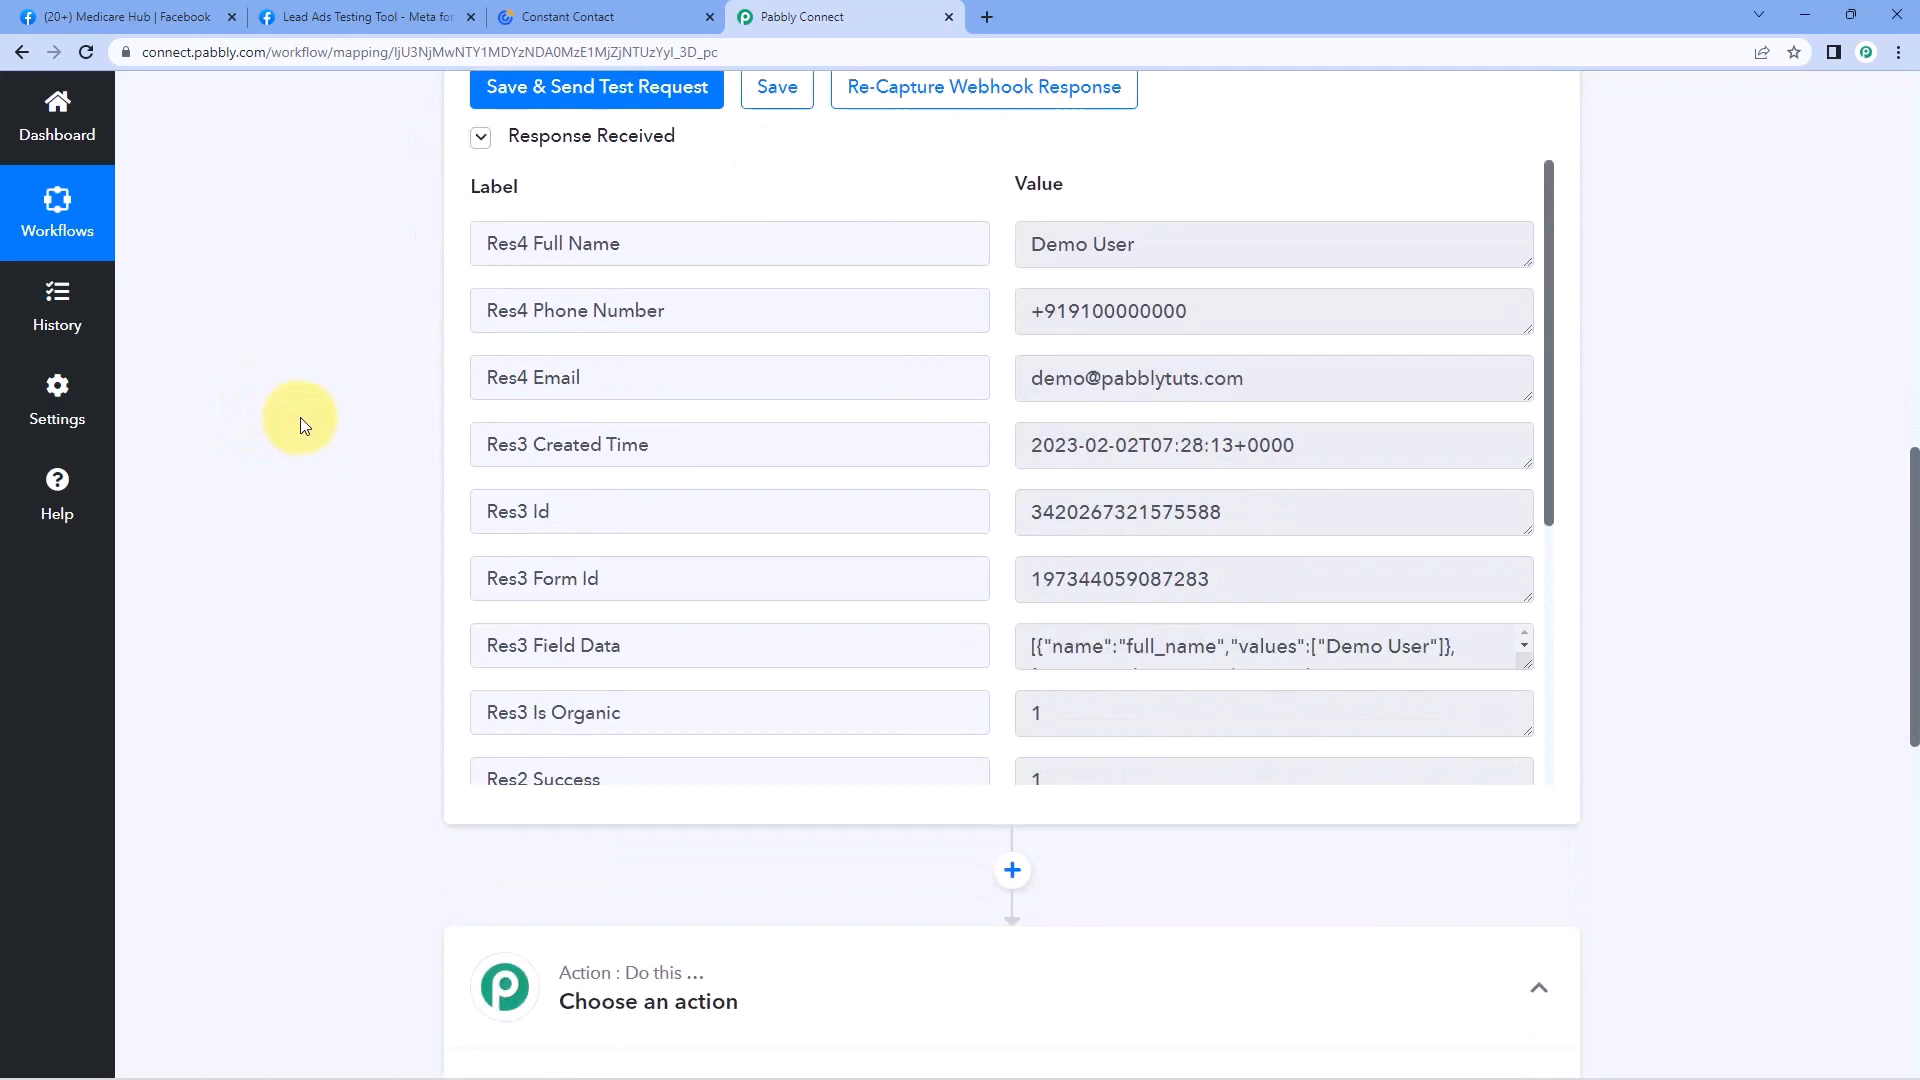 (20+) Medicare Hub | Facebook
Lead Ads Testing Tool - Meta for
Constant Contact
Pabbly Connect
connect.pabbly.com/workflow/mapping/IjU3NjMwNTY1MDYzNDA0MzE1MjZjNTUzYyI_3D_pc
Dashboard
Workflows
History
Settings
Help
Save & Send Test Request
Save
Re-Capture Webhook Response
Response Received
Label
Value
Res4 Full Name
Demo User
Res4 Phone Number
+919100000000
Res4 Email
demo@pabblytuts.com
Res3 Created Time
2023-02-02T07:28:13+0000
Res3 Id
3420267321575588
Res3 Form Id
197344059087283
Res3 Field Data
[{"name":"full_name","values":["Demo User"]},
Res3 Is Organic
1
Res2 Success
1
Action : Do this ...
Choose an action